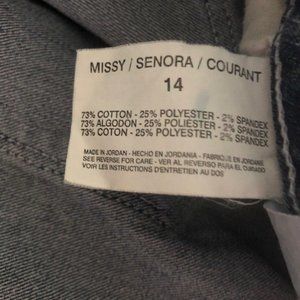 MISSY / SENORA / COURANT
14
73% COTTON - 25% POLYESTER - 2% SPANDEX
73% ALGODON - 25% POLIESTER - 2% SPANDEX
73% COTON - 25% POLYESTER - 2% SPANDEX
MADE IN JORDAN - HECHO EN JORDANIA - FABRIQUE EN JORDANIE
SEE REVERSE FOR CARE - VER AL REVERSO PARA EL CUIDADO
VOIR LES INSTRUCTIONS D'ENTRETIEN AU DOS